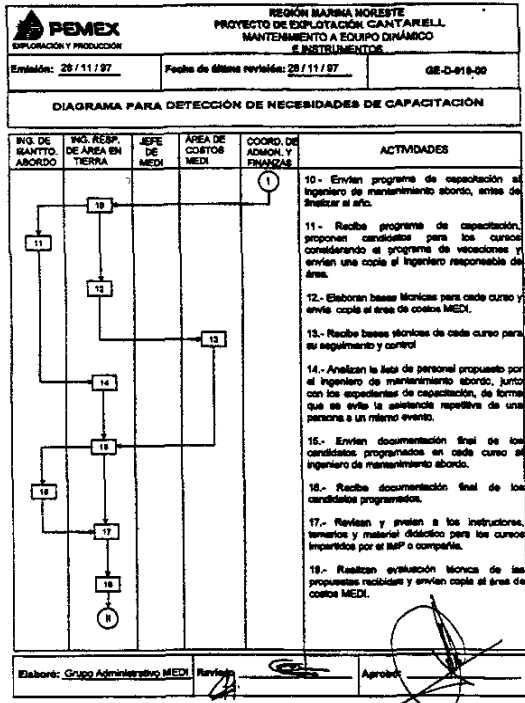 PEMEX
EXPLORACIÓN Y PRODUCCIÓN
REGIÓN MARINA NORESTE
PROYECTO DE EXPLOTACIÓN CANTARELL
MANTENIMIENTO A EQUIPO DINÁMICO
E INSTRUMENTOS
Emisión: 28 / 11 / 97
Fecha de última revisión: 28 / 11 / 97
GE-D-919-00
DIAGRAMA PARA DETECCIÓN DE NECESIDADES DE CAPACITACIÓN
ING. DE
MANTTO.
ABORDO
ING. RESP.
DE ÁREA EN
TIERRA
JEFE
DE
MEDI
ÁREA DE
COSTOS
MEDI
COORD. DE
ADMON. Y
FINANZAS
ACTIVIDADES
1
10
11
12
13
14
15
16
17
18
II
10.- Envían programa de capacitación al
ingeniero de mantenimiento abordo, antes de
finalizar el año.
11.- Recibe programa de capacitación,
proponen candidatos para los cursos
considerando el programa de vacaciones y
envían una copia al ingeniero responsable de
área.
12.- Elaboran bases técnicas para cada curso y
envía copia al área de costos MEDI.
13.- Recibe bases técnicas de cada curso para
su seguimiento y control
14.- Analizan la lista de personal propuesto por
el ingeniero de mantenimiento abordo, junto
con los expedientes de capacitación, de forma
que se evite la asistencia repetitiva de una
persona a un mismo evento.
15.- Envían documentación final de los
candidatos programados en cada curso al
ingeniero de mantenimiento abordo.
16.- Recibe documentación final de los
candidatos programados.
17.- Revisan y avalan a los instructores,
temarios y material didáctico para los cursos
impartidos por el IMP o compañía.
18.- Realizan evaluación técnica de las
propuestas recibidas y envían copia al área de
costos MEDI.
Elaboró: Grupo Administrativo MEDI
Revisó:
Aprobó: